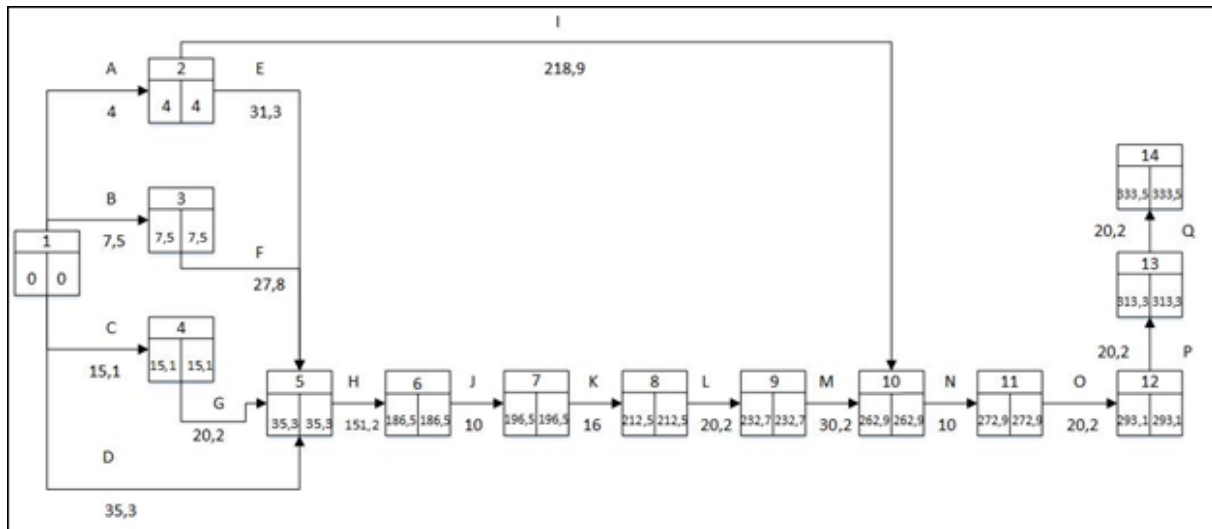 I
218,9
A
4
2
4 4
E
31,3
B
7,5
3
7,5 7,5
F
27,8
1
0 0
C
15,1
4
15,1 15,1
G
20,2
D
35,3
5
35,3 35,3
H
151,2
6
186,5 186,5
J
10
7
196,5 196,5
K
16
8
212,5 212,5
L
20,2
9
232,7 232,7
M
30,2
10
262,9 262,9
N
10
11
272,9 272,9
O
20,2
12
293,1 293,1
20,2 P
13
313,3 313,3
20,2 Q
14
333,5 333,5